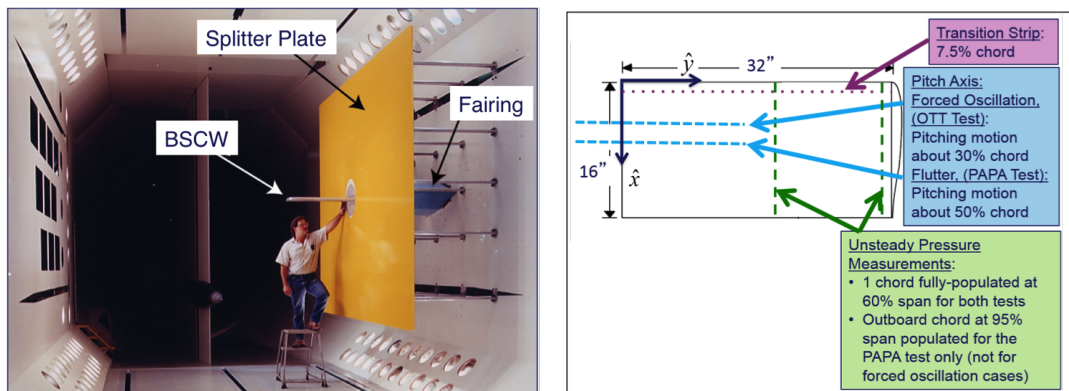 Splitter Plate
Fairing
BSCW
ŷ
32”
16”
x̂
Transition Strip:
7.5% chord
Pitch Axis:
Forced Oscillation,
(OTT Test):
Pitching motion
about 30% chord
Flutter, (PAPA Test):
Pitching motion
about 50% chord
Unsteady Pressure
Measurements:
• 1 chord fully-populated at
60% span for both tests
• Outboard chord at 95%
span populated for the
PAPA test only (not for
forced oscillation cases)